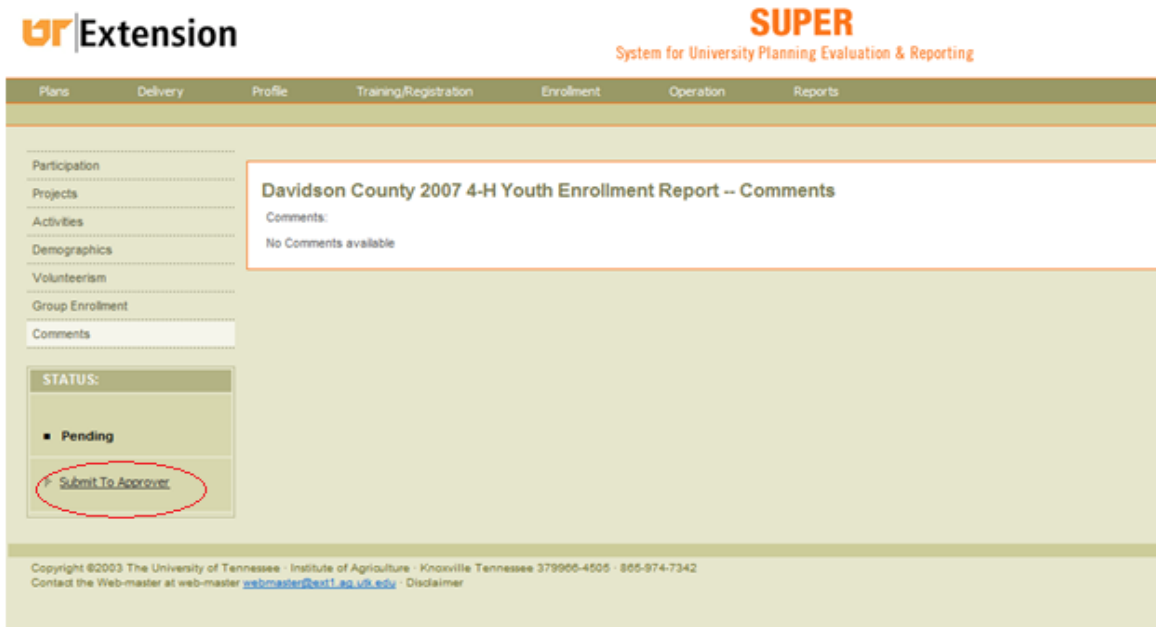 UT Extension
SUPER
System for University Planning Evaluation & Reporting
Plans Delivery Profile Training/Registration Enrollment Operation Reports
Participation
Projects
Activities
Demographics
Volunteerism
Group Enrollment
Comments
Davidson County 2007 4-H Youth Enrollment Report -- Comments
Comments:
No Comments available
STATUS:
Pending
Submit To Approver
Copyright ©2003 The University of Tennessee · Institute of Agriculture · Knoxville Tennessee 379966-4505 · 865-974-7342
Contact the Web-master at web-master webmaster@ext1.ag.utk.edu · Disclaimer